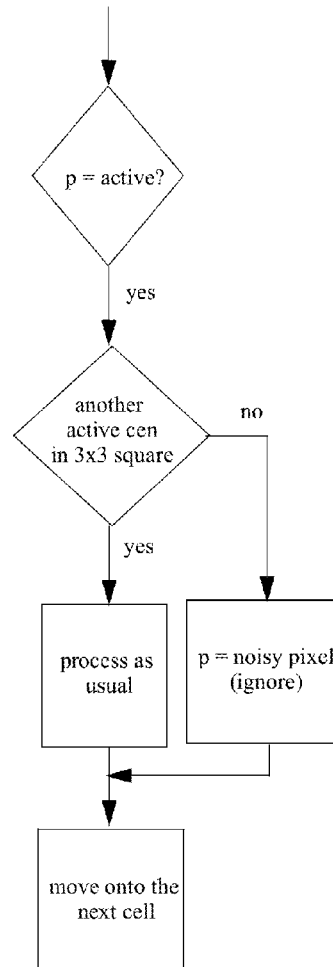 p = active?
yes
another
active cen
in 3x3 square
no
yes
process as
usual
p = noisy pixel
(ignore)
move onto the
next cell